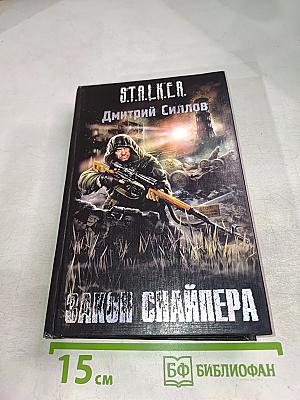 S.T.A.L.K.E.R.
Дмитрий Силлов
ЗАКОН СНАЙПЕРА
15 см
БФ БИБЛИОФАН